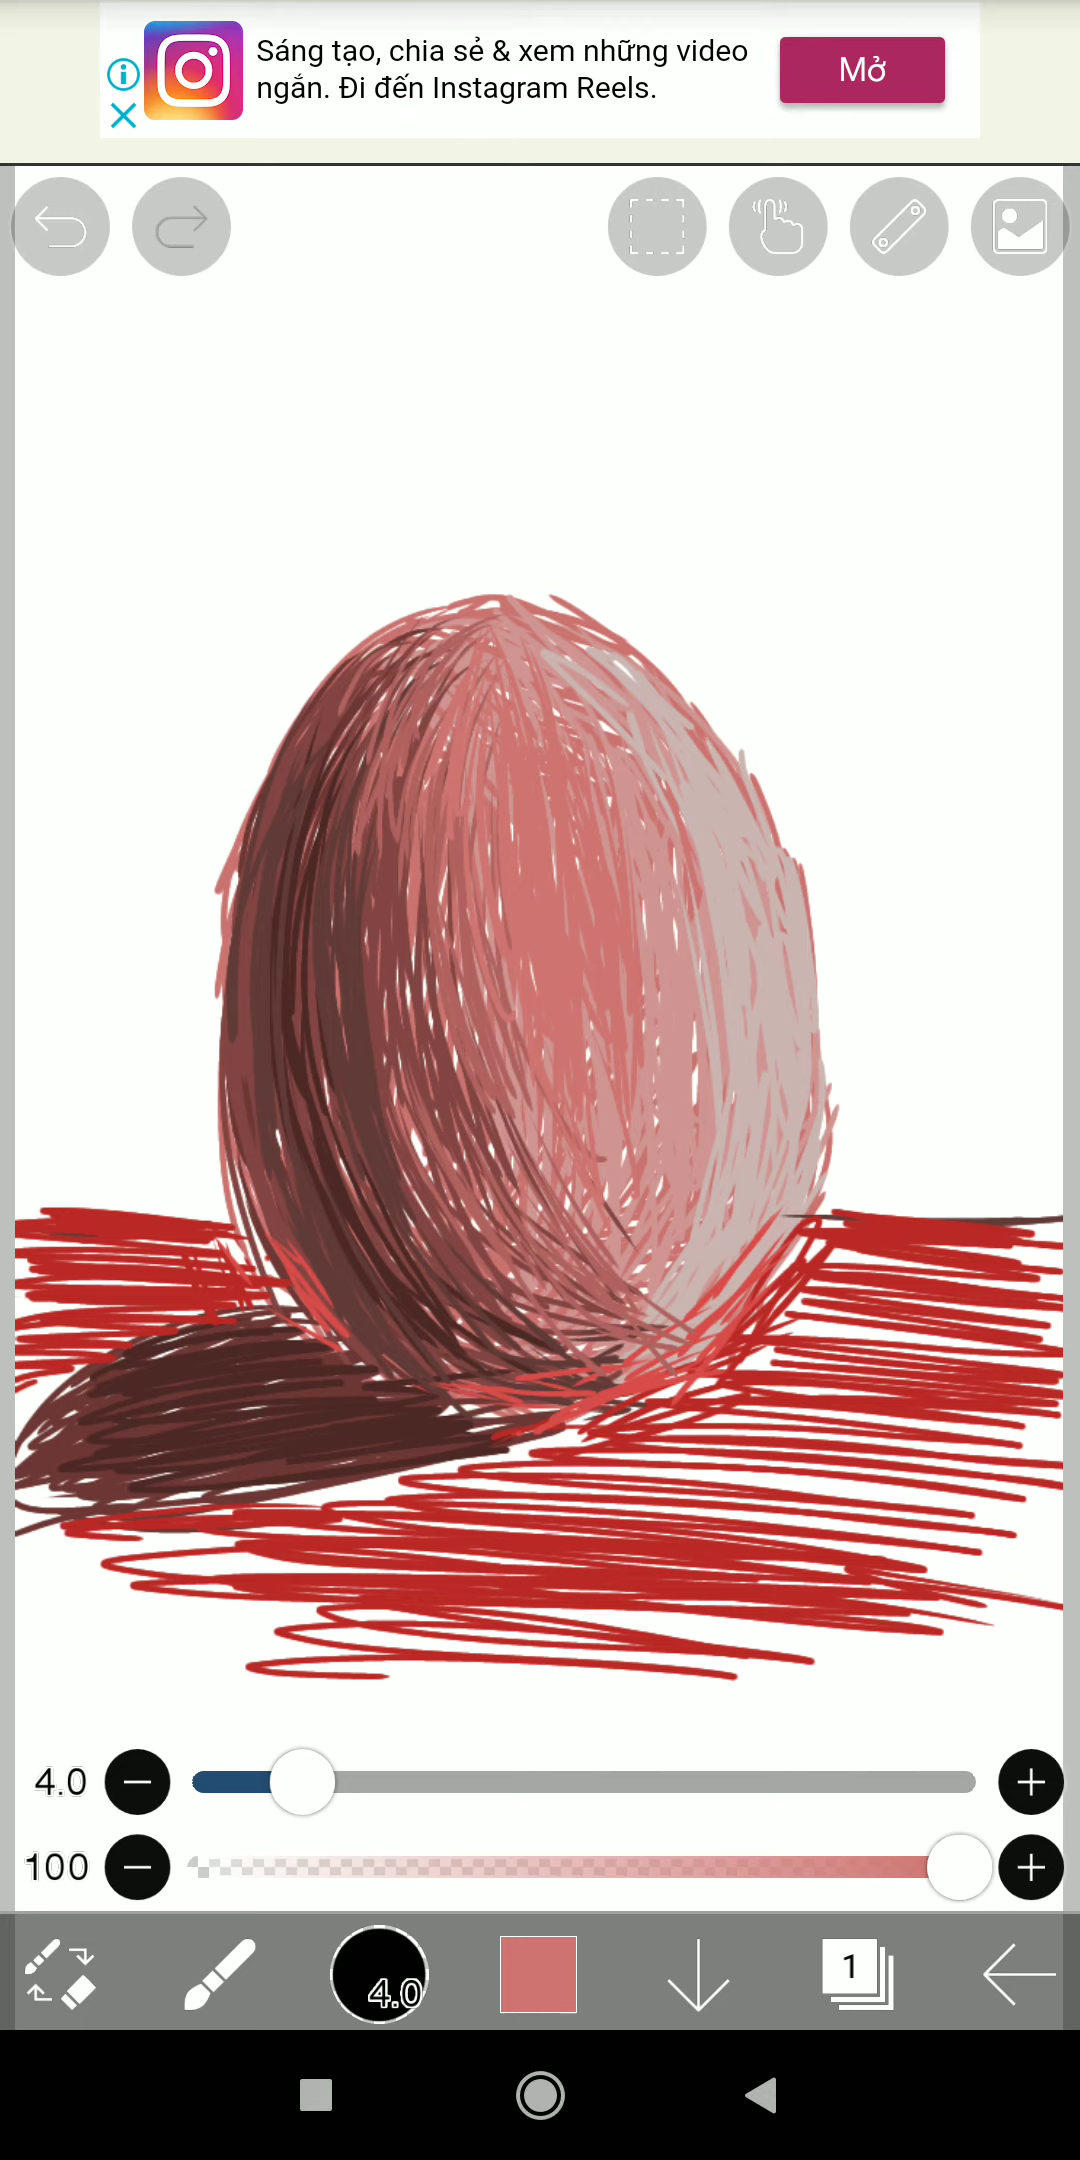 Sáng tạo, chia sẻ & xem những video
ngắn. Đi đến Instagram Reels.
Mở
4.0
100
4.0
1